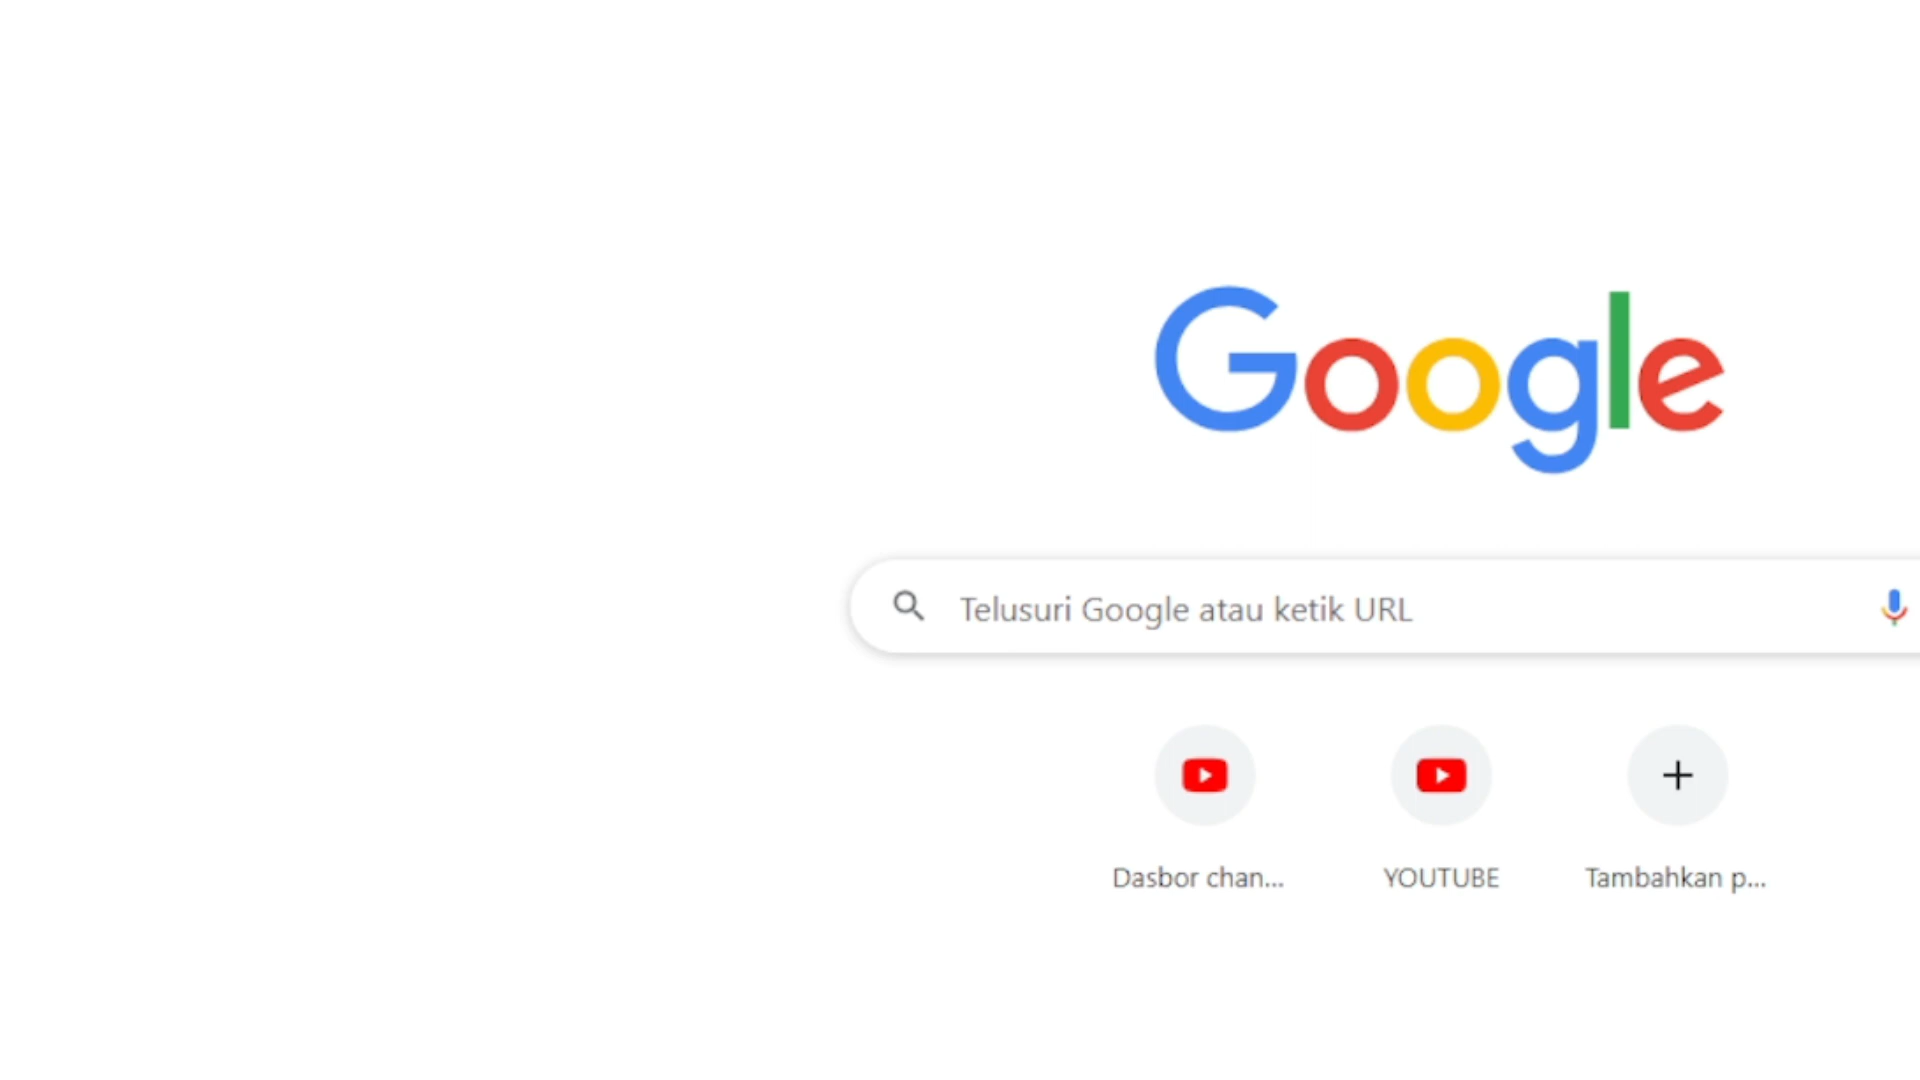 Google
Telusuri Google atau ketik URL
Dasbor chan...
YOUTUBE
Tambahkan p...